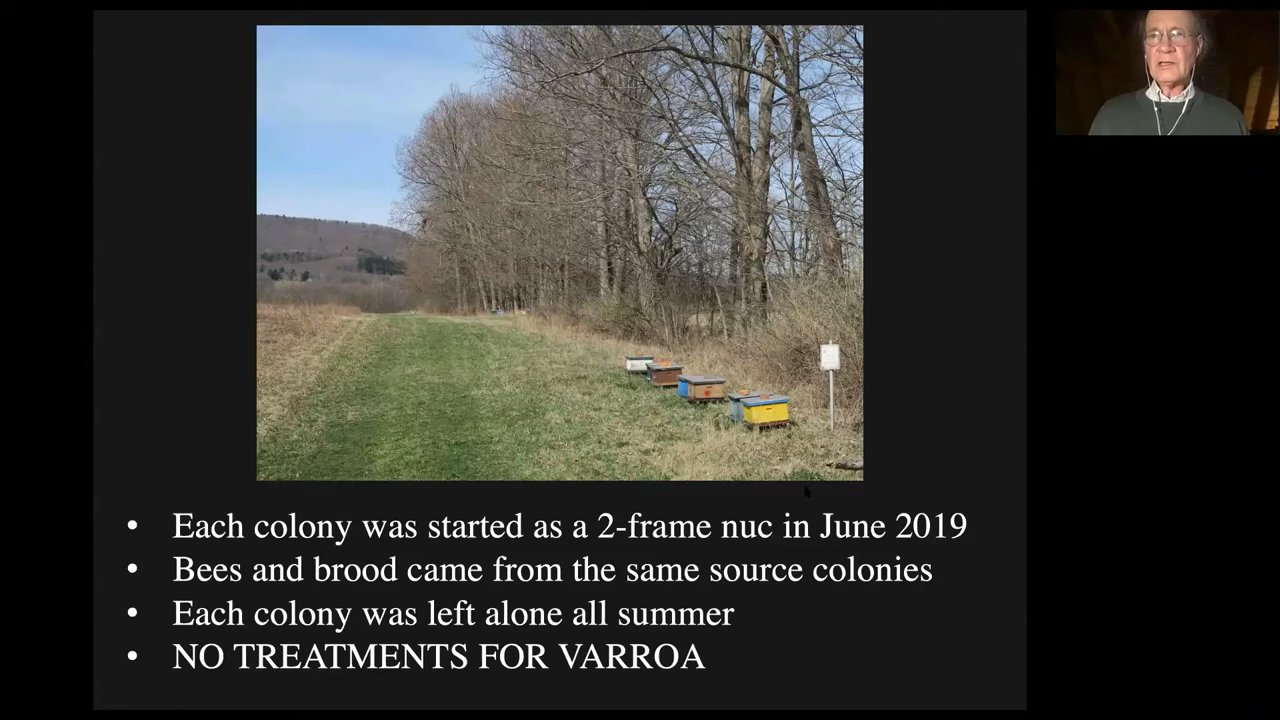 • Each colony was started as a 2-frame nuc in June 2019
• Bees and brood came from the same source colonies
• Each colony was left alone all summer
• NO TREATMENTS FOR VARROA